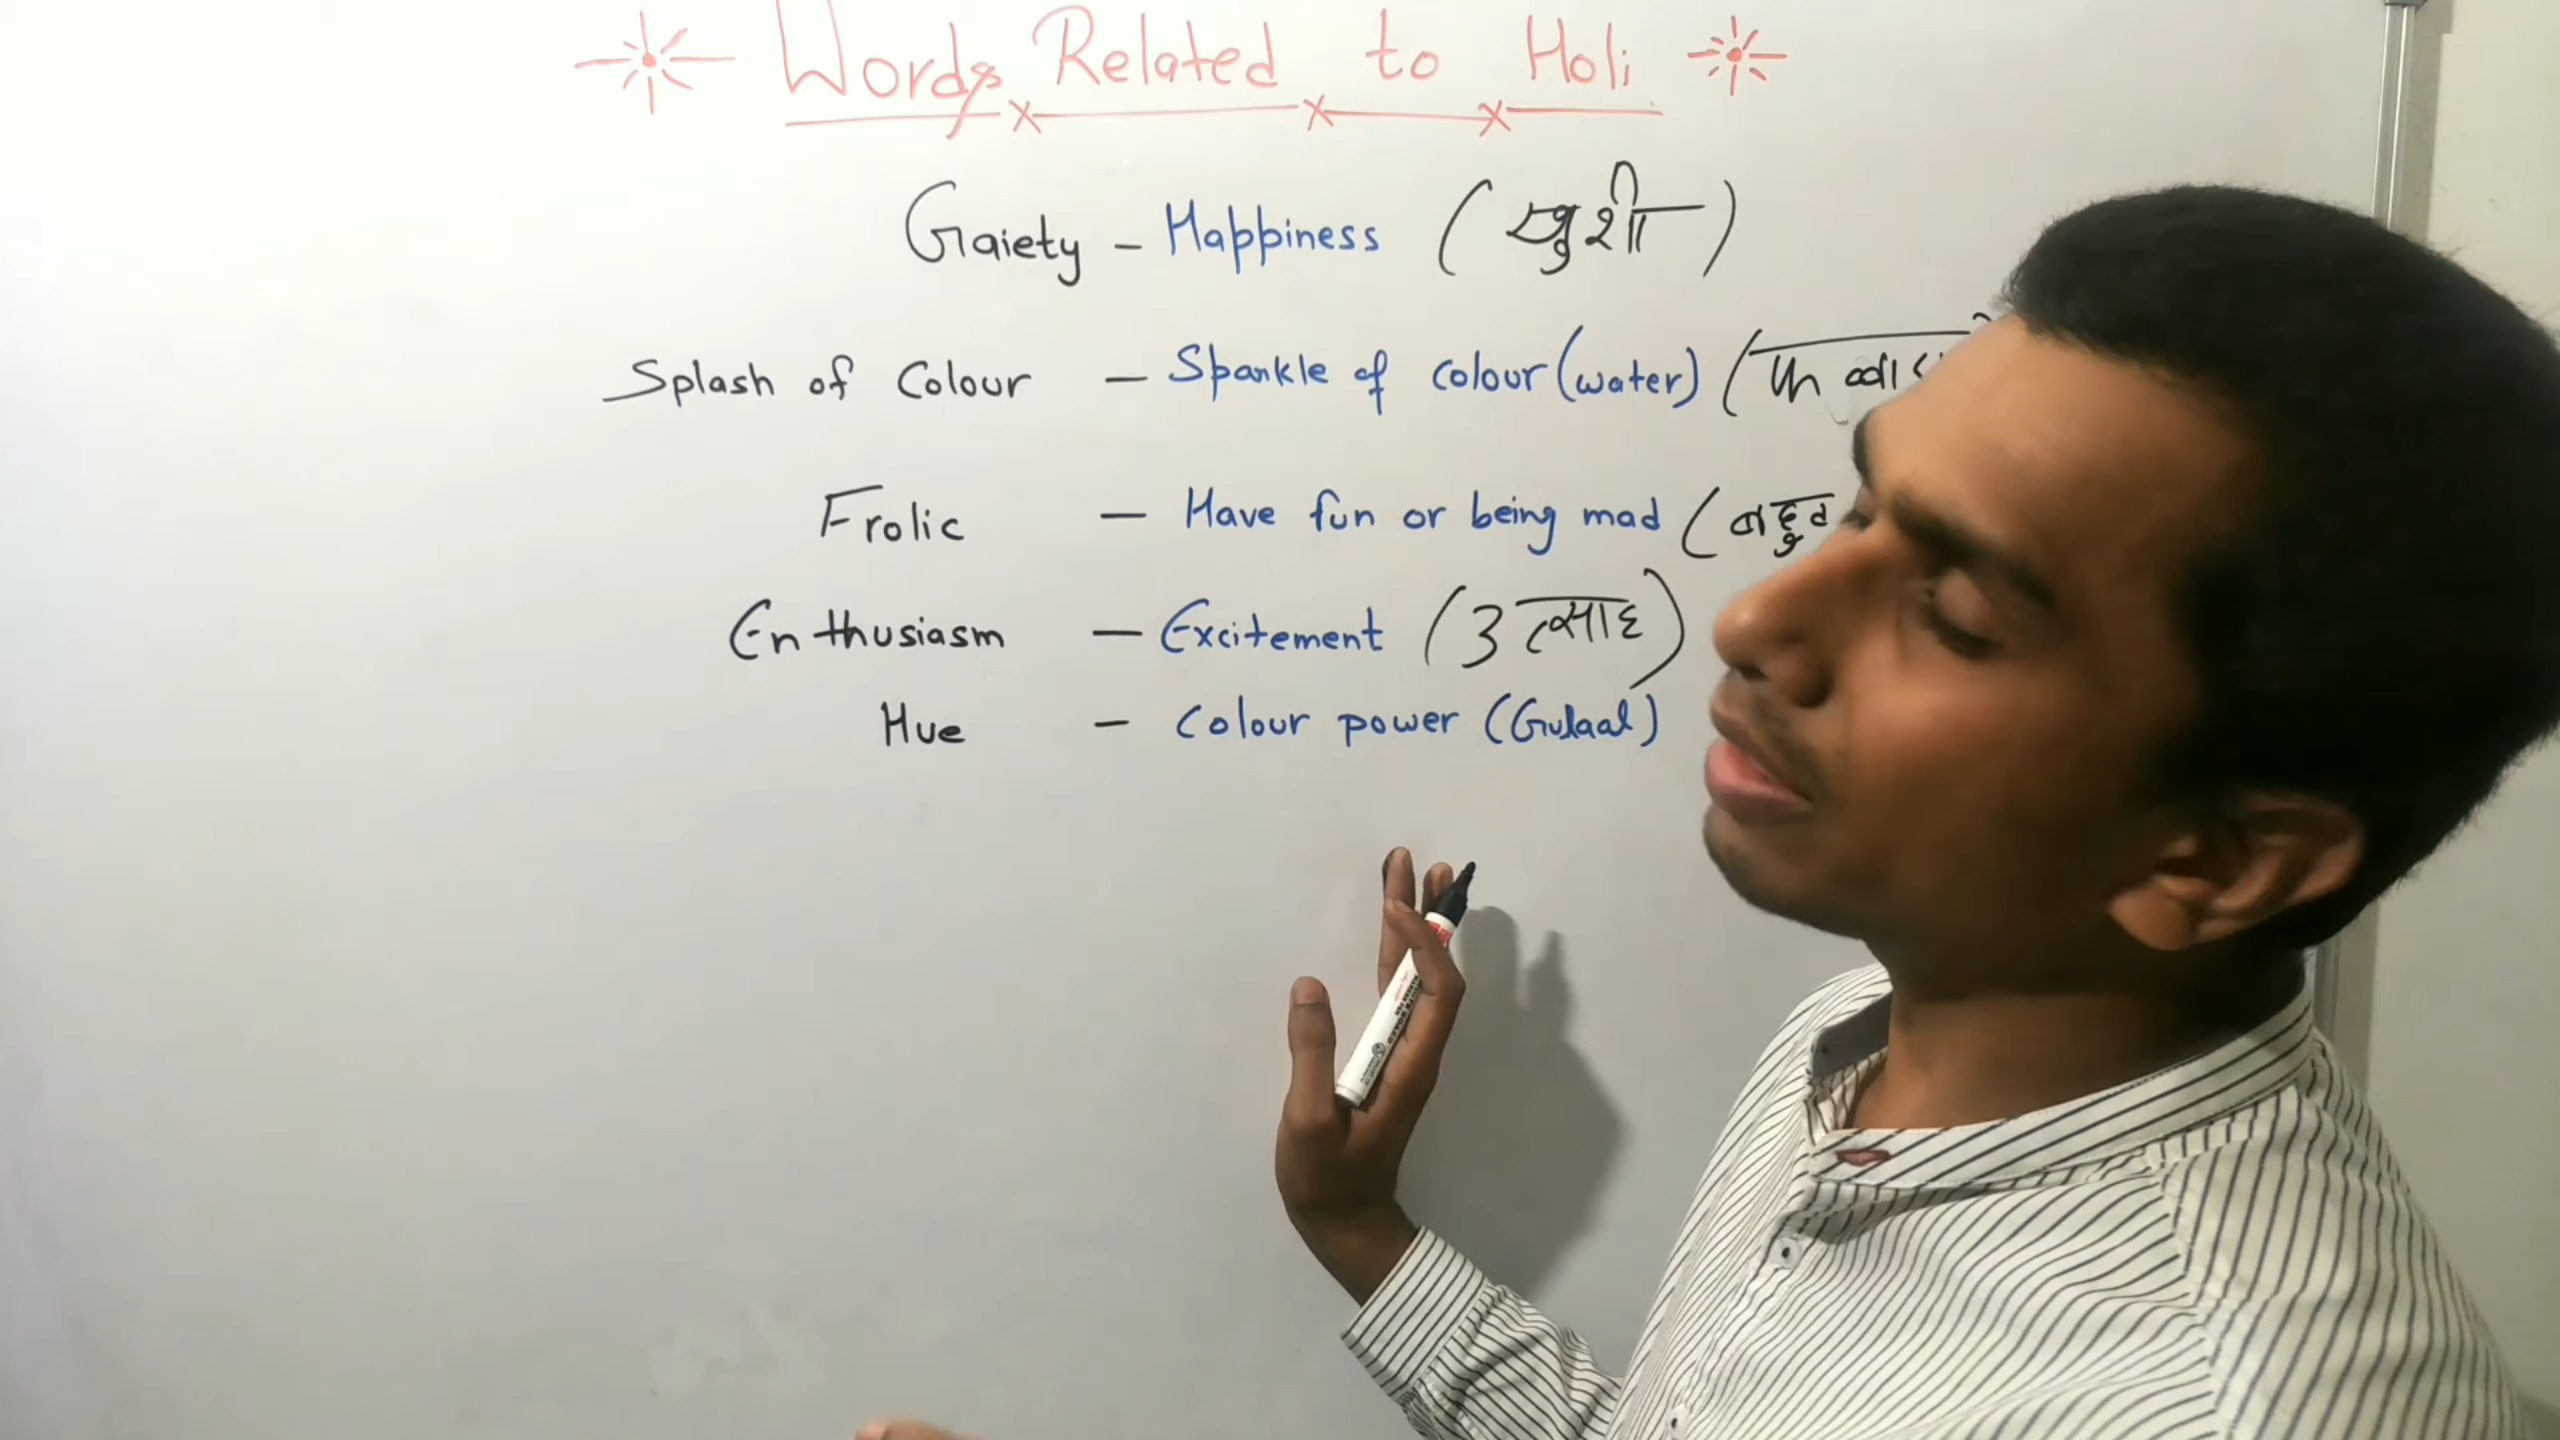 Words Related to Holi
Gaiety - Happiness (खुशी)
Splash of Colour - Sparkle of colour (water) (
Frolic - Have fun or being mad (बहुत
Enthusiasm - Excitement (उत्साह)
Hue - Colour power (Gulaal)